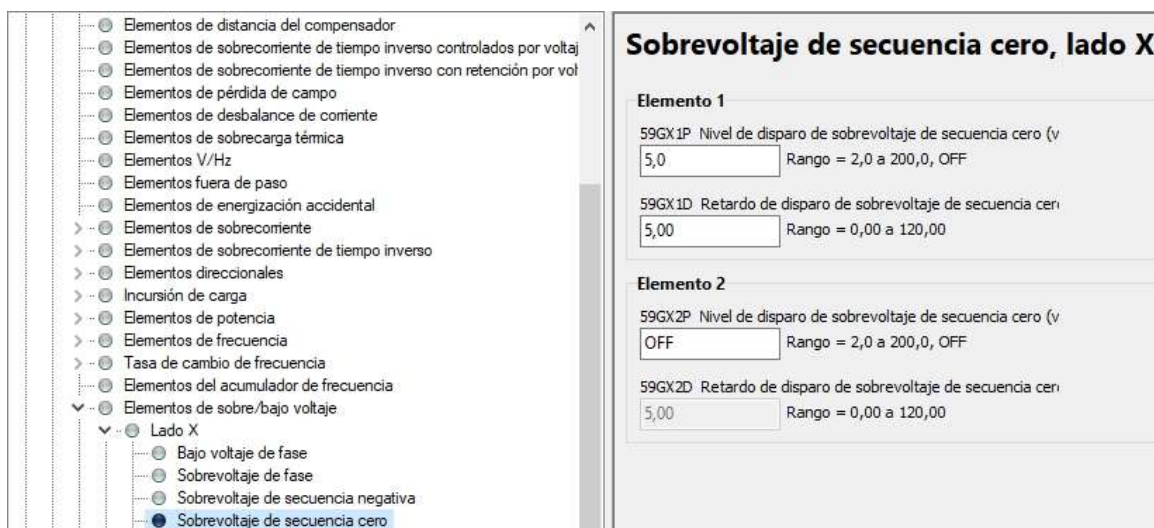 Elementos de distancia del compensador
Elementos de sobrecorriente de tiempo inverso controlados por voltaj
Elementos de sobrecorriente de tiempo inverso con retención por vol
Elementos de pérdida de campo
Elementos de desbalance de corriente
Elementos de sobrecarga térmica
Elementos V/Hz
Elementos fuera de paso
Elementos de energización accidental
Elementos de sobrecorriente
Elementos de sobrecorriente de tiempo inverso
Elementos direccionales
Incursión de carga
Elementos de potencia
Elementos de frecuencia
Tasa de cambio de frecuencia
Elementos del acumulador de frecuencia
Elementos de sobre/bajo voltaje
Lado X
Bajo voltaje de fase
Sobrevoltaje de fase
Sobrevoltaje de secuencia negativa
Sobrevoltaje de secuencia cero
Sobrevoltaje de secuencia cero, lado X
Elemento 1
59GX1P Nivel de disparo de sobrevoltaje de secuencia cero (v
5,0 Rango = 2,0 a 200,0, OFF
59GX1D Retardo de disparo de sobrevoltaje de secuencia cer
5,00 Rango = 0,00 a 120,00
Elemento 2
59GX2P Nivel de disparo de sobrevoltaje de secuencia cero (v
OFF Rango = 2,0 a 200,0, OFF
59GX2D Retardo de disparo de sobrevoltaje de secuencia cer
5,00 Rango = 0,00 a 120,00